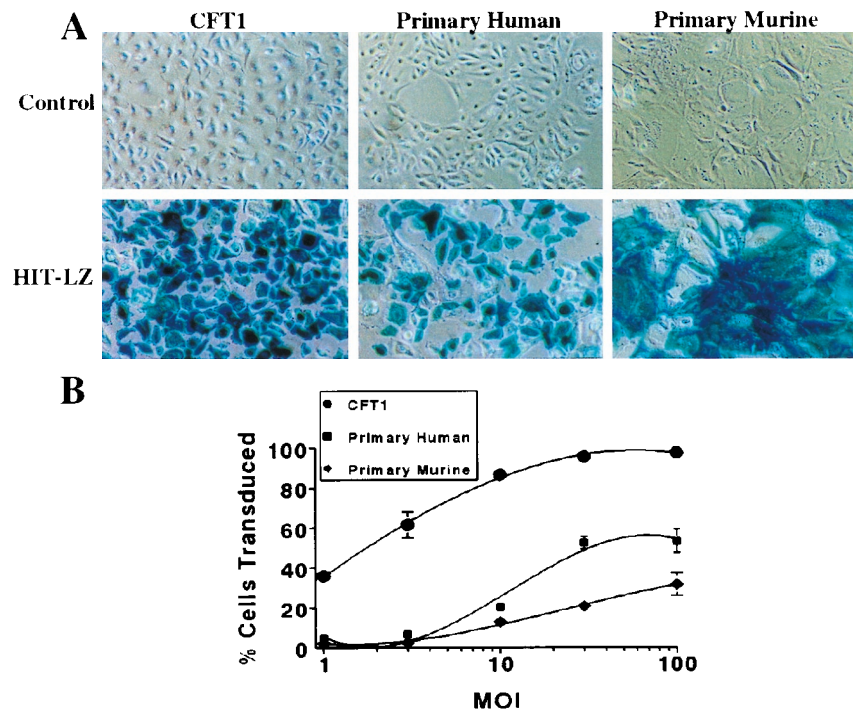 A
CFT1
Primary Human
Primary Murine
Control
HIT-LZ
B
CFT1
Primary Human
Primary Murine
% Cells Transduced
100
80
60
40
20
0
1
10
100
MOI